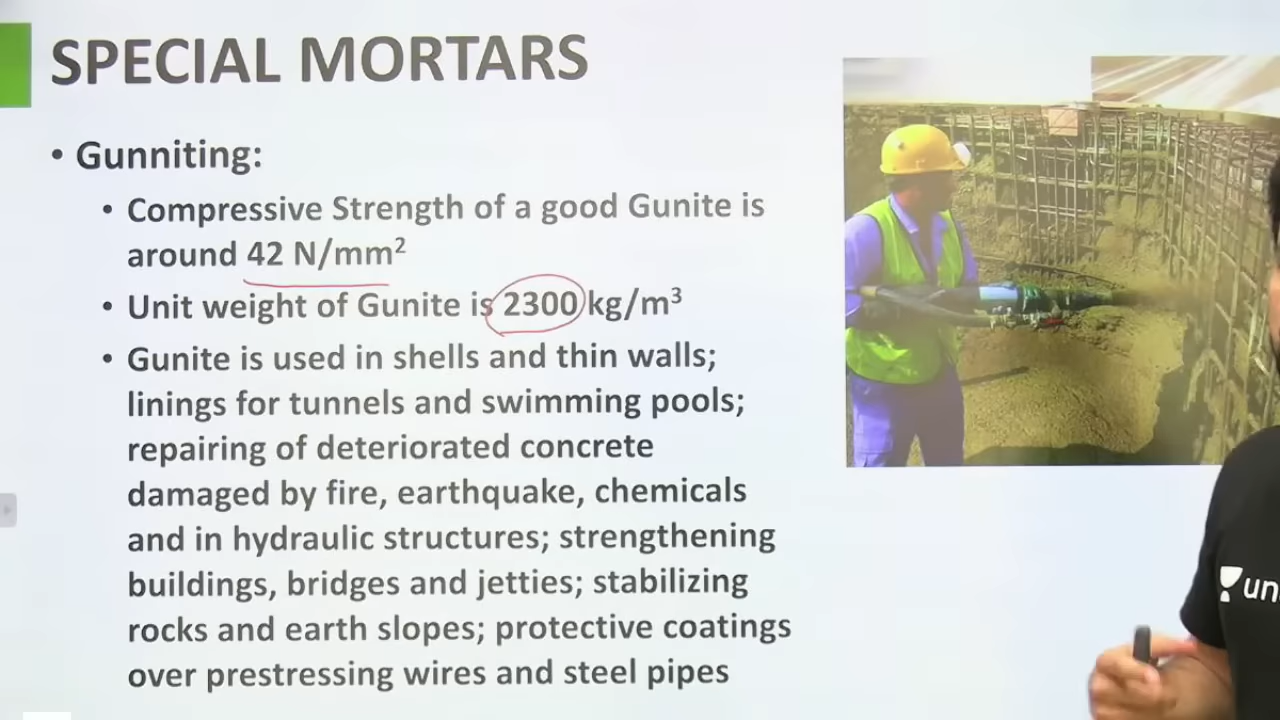 SPECIAL MORTARS
• Gunniting:
• Compressive Strength of a good Gunite is
around 42 N/mm²
• Unit weight of Gunite is 2300 kg/m³
• Gunite is used in shells and thin walls;
linings for tunnels and swimming pools;
repairing of deteriorated concrete
damaged by fire, earthquake, chemicals
and in hydraulic structures; strengthening
buildings, bridges and jetties; stabilizing
rocks and earth slopes; protective coatings
over prestressing wires and steel pipes